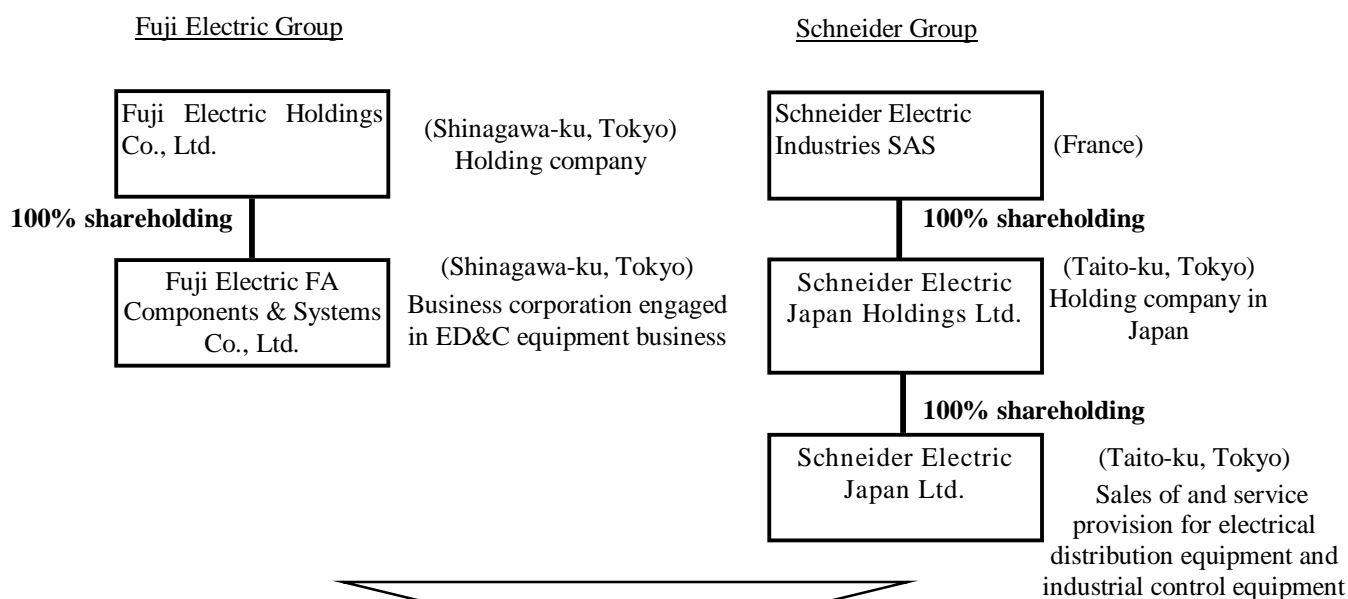 Fuji Electric Group
Fuji Electric Holdings
Co., Ltd.
(Shinagawa-ku, Tokyo)
Holding company
100% shareholding
Fuji Electric FA
Components & Systems
Co., Ltd.
(Shinagawa-ku, Tokyo)
Business corporation engaged
in ED&C equipment business
Schneider Group
Schneider Electric
Industries SAS
(France)
100% shareholding
Schneider Electric
Japan Holdings Ltd.
(Taito-ku, Tokyo)
Holding company in
Japan
100% shareholding
Schneider Electric
Japan Ltd.
(Taito-ku, Tokyo)
Sales of and service
provision for electrical
distribution equipment and
industrial control equipment